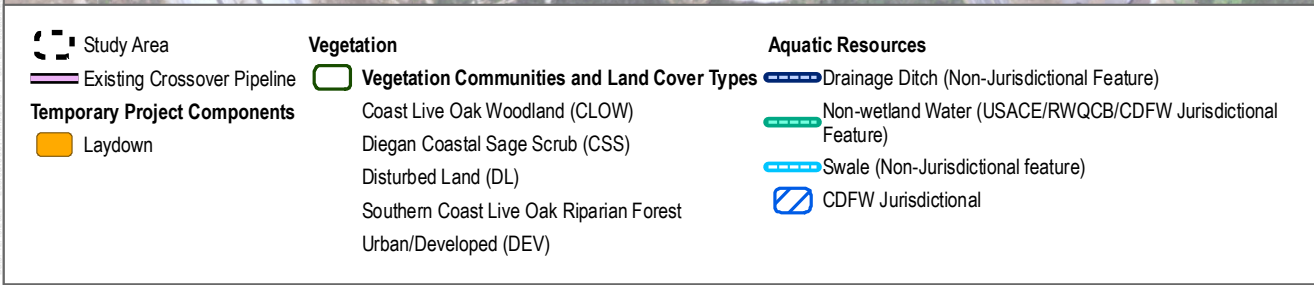 Study Area
Existing Crossover Pipeline
Temporary Project Components
Laydown
Vegetation
Vegetation Communities and Land Cover Types
Coast Live Oak Woodland (CLOW)
Diegan Coastal Sage Scrub (CSS)
Disturbed Land (DL)
Southern Coast Live Oak Riparian Forest
Urban/Developed (DEV)
Aquatic Resources
Drainage Ditch (Non-Jurisdictional Feature)
Non-wetland Water (USACE/RWQCB/CDFW Jurisdictional
Feature)
Swale (Non-Jurisdictional feature)
CDFW Jurisdictional